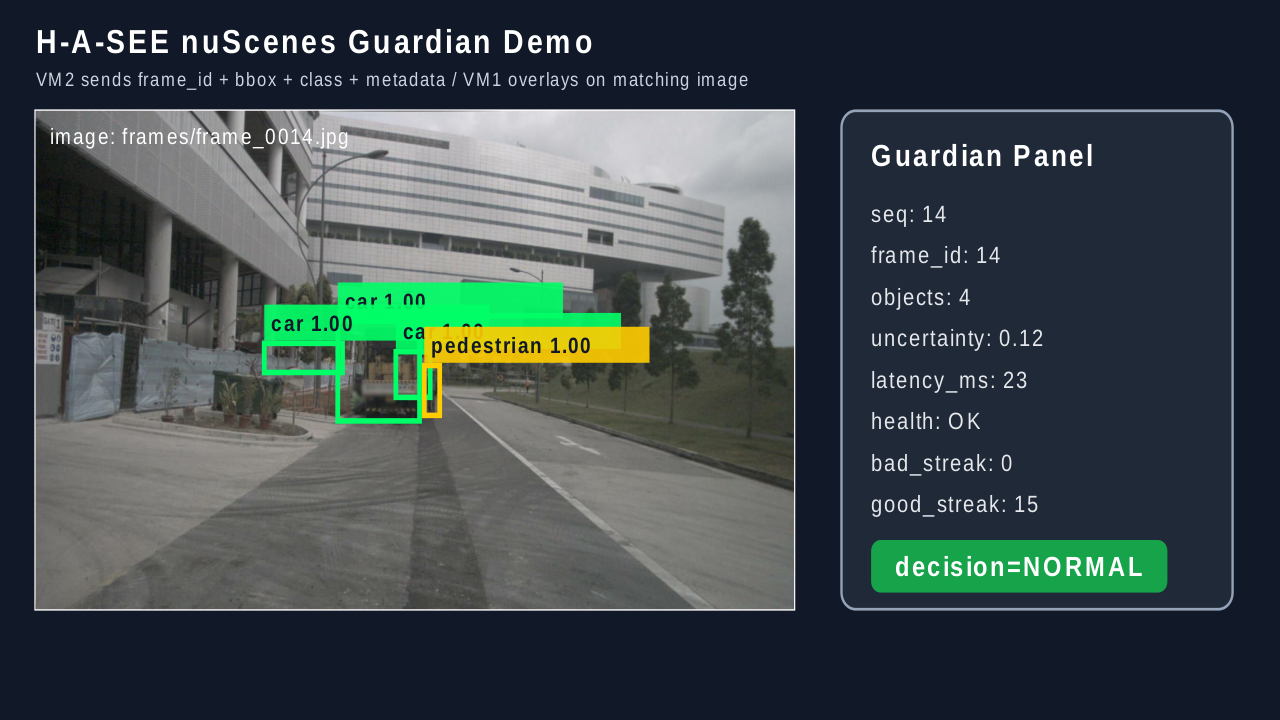 H-A-SEE nuScenes Guardian Demo
VM2 sends frame_id + bbox + class + metadata / VM1 overlays on matching image
image: frames/frame_0014.jpg
car 1.00
car 1.00
pedestrian 1.00
Guardian Panel
seq: 14
frame_id: 14
objects: 4
uncertainty: 0.12
latency_ms: 23
health: OK
bad_streak: 0
good_streak: 15
decision=NORMAL